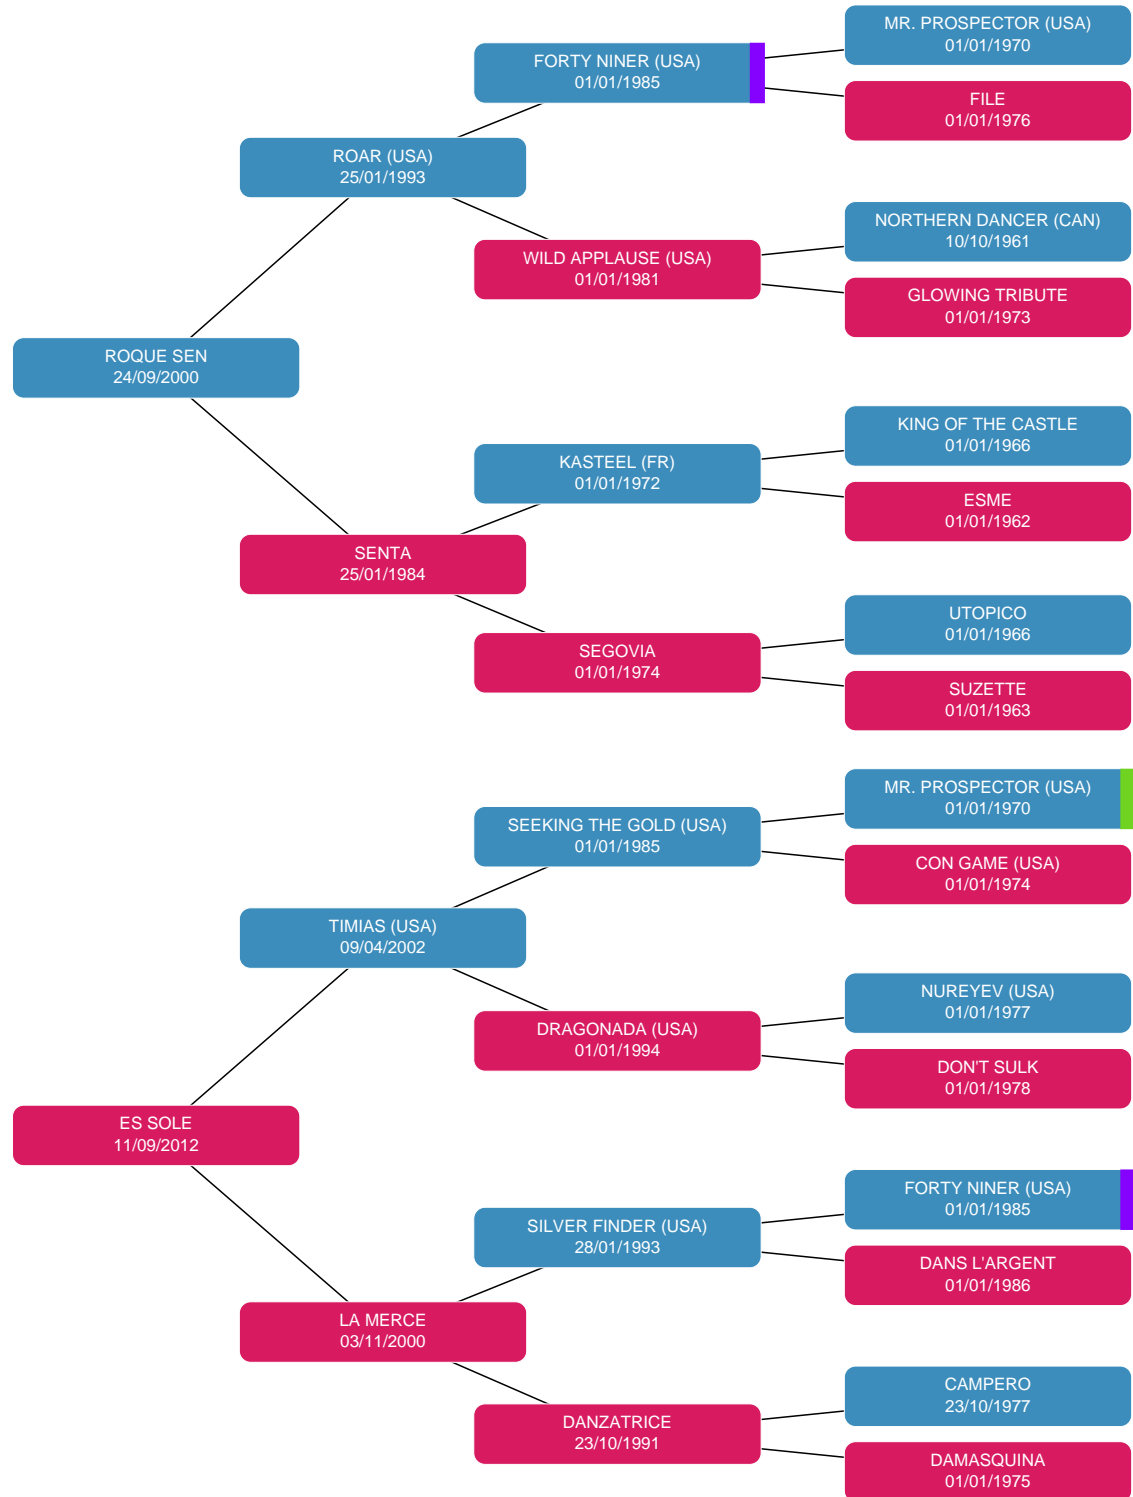 MR. PROSPECTOR (USA)
01/01/1970
FORTY NINER (USA)
01/01/1985
FILE
01/01/1976
ROAR (USA)
25/01/1993
NORTHERN DANCER (CAN)
10/10/1961
WILD APPLAUSE (USA)
01/01/1981
GLOWING TRIBUTE
01/01/1973
ROQUE SEN
24/09/2000
KING OF THE CASTLE
01/01/1966
KASTEEL (FR)
01/01/1972
ESME
01/01/1962
SENTA
25/01/1984
UTOPICO
01/01/1966
SEGOVIA
01/01/1974
SUZETTE
01/01/1963
MR. PROSPECTOR (USA)
01/01/1970
SEEKING THE GOLD (USA)
01/01/1985
CON GAME (USA)
01/01/1974
TIMIAS (USA)
09/04/2002
NUREYEV (USA)
01/01/1977
DRAGONADA (USA)
01/01/1994
DON'T SULK
01/01/1978
ES SOLE
11/09/2012
FORTY NINER (USA)
01/01/1985
SILVER FINDER (USA)
28/01/1993
DANS L'ARGENT
01/01/1986
LA MERCE
03/11/2000
CAMPERO
23/10/1977
DANZATRICE
23/10/1991
DAMASQUINA
01/01/1975